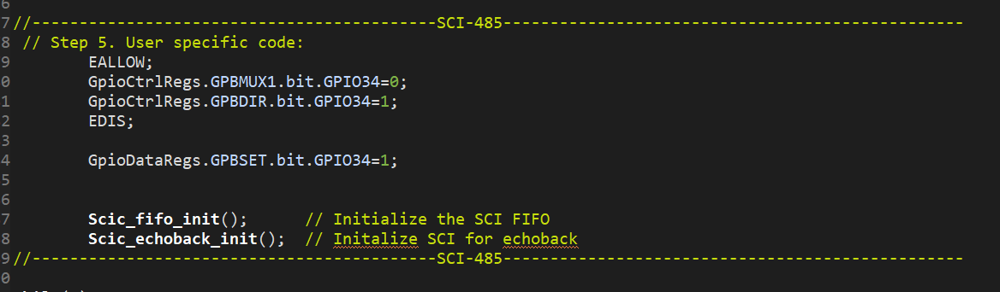 6
7 //-------------------------------------------SCI-485-------------------------------------------------
8 // Step 5. User specific code:
9 EALLOW;
0 GpioCtrlRegs.GPBMUX1.bit.GPIO34=0;
1 GpioCtrlRegs.GPBDIR.bit.GPIO34=1;
2 EDIS;
3
4 GpioDataRegs.GPBSET.bit.GPIO34=1;
5
6
7 Scic_fifo_init(); // Initialize the SCI FIFO
8 Scic_echoback_init(); // Initalize SCI for echoback
9 //-------------------------------------------SCI-485-------------------------------------------------
0